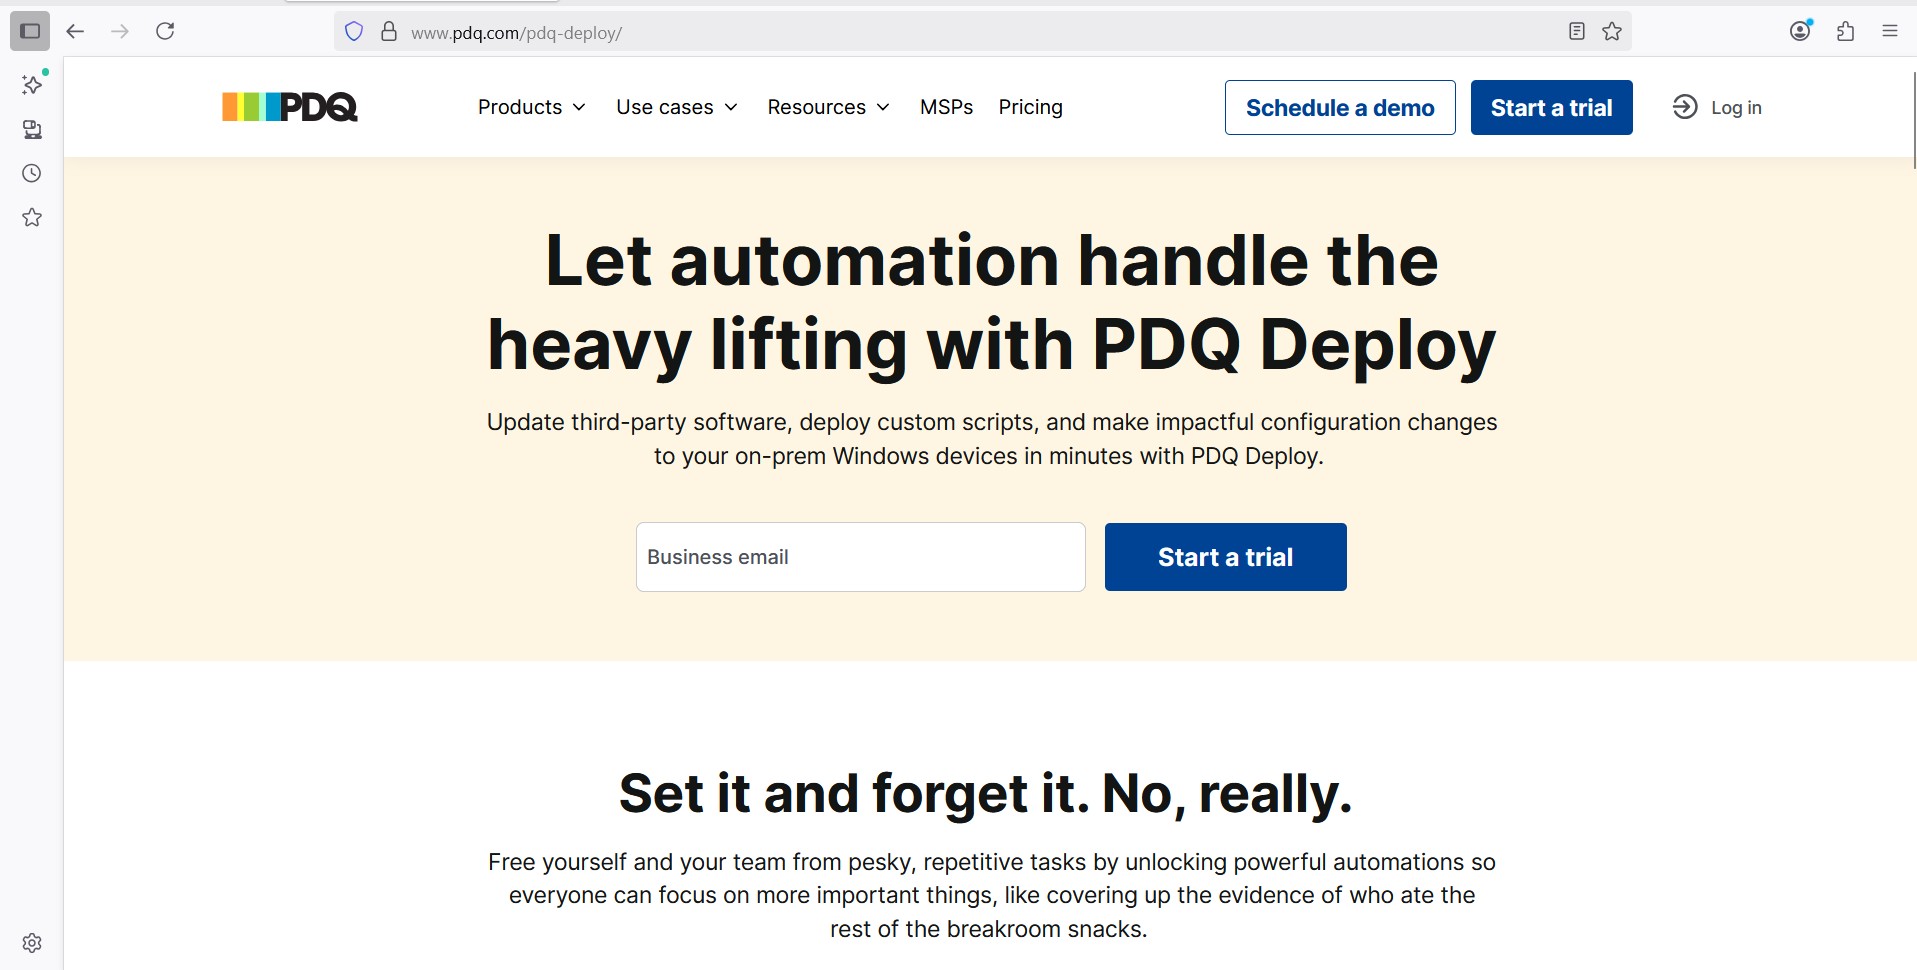 www.pdq.com/pdq-deploy/
PDQ
Products
Use cases
Resources
MSPs
Pricing
Schedule a demo
Start a trial
Log in
Let automation handle the
heavy lifting with PDQ Deploy
Update third-party software, deploy custom scripts, and make impactful configuration changes
to your on-prem Windows devices in minutes with PDQ Deploy.
Business email
Start a trial
Set it and forget it. No, really.
Free yourself and your team from pesky, repetitive tasks by unlocking powerful automations so
everyone can focus on more important things, like covering up the evidence of who ate the
rest of the breakroom snacks.